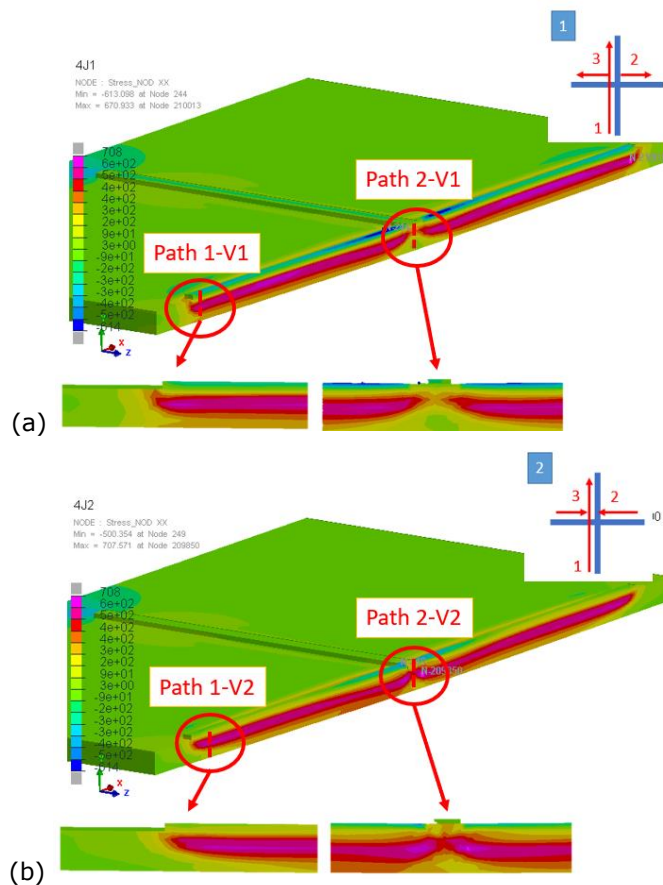 4J1
NODE : Stress_NOD XX
Min = -613.098 at Node 244
Max = 670.933 at Node 210013
1
3
2
1
708
6e+02
5e+02
4e+02
4e+02
3e+02
2e+02
9e+01
3e+00
-9e+01
-2e+02
-3e+02
-3e+02
-4e+02
-5e+02
-614
Path 2-V1
Path 1-V1
X
Z
(a)
4J2
NODE : Stress_NOD XX
Min = -500.354 at Node 249
Max = 707.571 at Node 209850
2
3
2
1
708
6e+02
5e+02
4e+02
4e+02
3e+02
2e+02
9e+01
3e+00
-9e+01
-2e+02
-3e+02
-3e+02
-4e+02
-5e+02
-614
Path 2-V2
Path 1-V2
X
Z
(b)